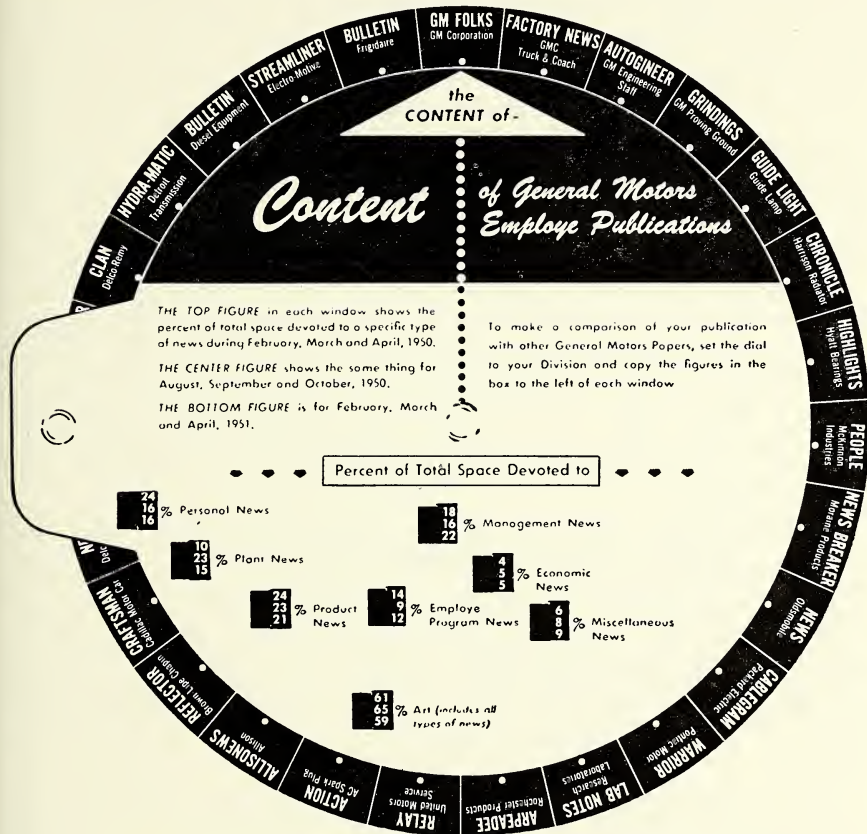 GM FOLKS
GM Corporation
FACTORY NEWS
GMC
Truck & Coach
AUTOGINEER
GM Engineering
Staff
GRINDINGS
GM Proving Ground
GUIDE LIGHT
Guide Lamp
CHRONICLE
Harrison Radiator
HIGHLIGHTS
Hyatt Bearings
PEOPLE
McKinnon
Industries
NEWS BREAKER
Moraine Products
NEWS
Oldsmobile
CABLEGRAM
Packard Electric
WARRIOR
Pontiac Motor
LAB NOTES
Research
Laboratories
ARPEADEE
Rochester Products
RELAY
United Motors
Service
ACTION
AC Spark Plug
ALLISONEWS
Allison
REFLECTOR
Brown Lipe Chapin
CRAFTSMAN
Cadillac Motor Car
CLAN
Delco-Remy
HYDRA-MATIC
Detroit
Transmission
BULLETIN
Diesel Equipment
STREAMLINER
Electro-Motive
BULLETIN
Frigidaire
the
CONTENT of -
Content of General Motors
Employe Publications
THE TOP FIGURE in each window shows the
percent of total space devoted to a specific type
of news during February, March and April, 1950.
THE CENTER FIGURE shows the same thing for
August, September and October, 1950.
THE BOTTOM FIGURE is for February, March
and April, 1951.
To make a comparison of your publication
with other General Motors Papers, set the dial
to your Division and copy the figures in the
box to the left of each window
Percent of Total Space Devoted to
24
16
16
% Personal News
18
16
22
% Management News
10
23
15
% Plant News
4
5
5
% Economic
News
24
23
21
% Product
News
14
9
12
% Employe
Program News
6
8
9
% Miscellaneous
News
61
65
59
% Art (includes all
types of news)